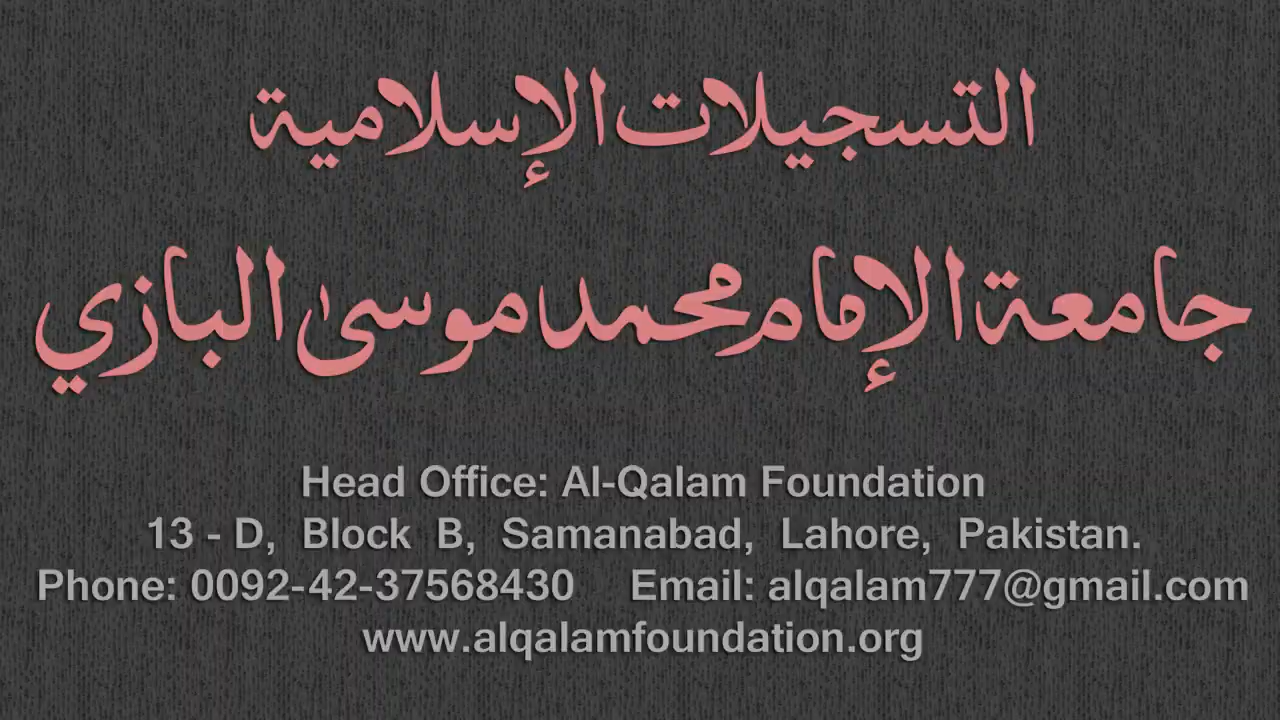 التسجيلات الإسلامية
جامعة الإمام محمد موسىٰ البازي
Head Office: Al-Qalam Foundation
13 - D, Block B, Samanabad, Lahore, Pakistan.
Phone: 0092-42-37568430 Email: alqalam777@gmail.com
www.alqalamfoundation.org